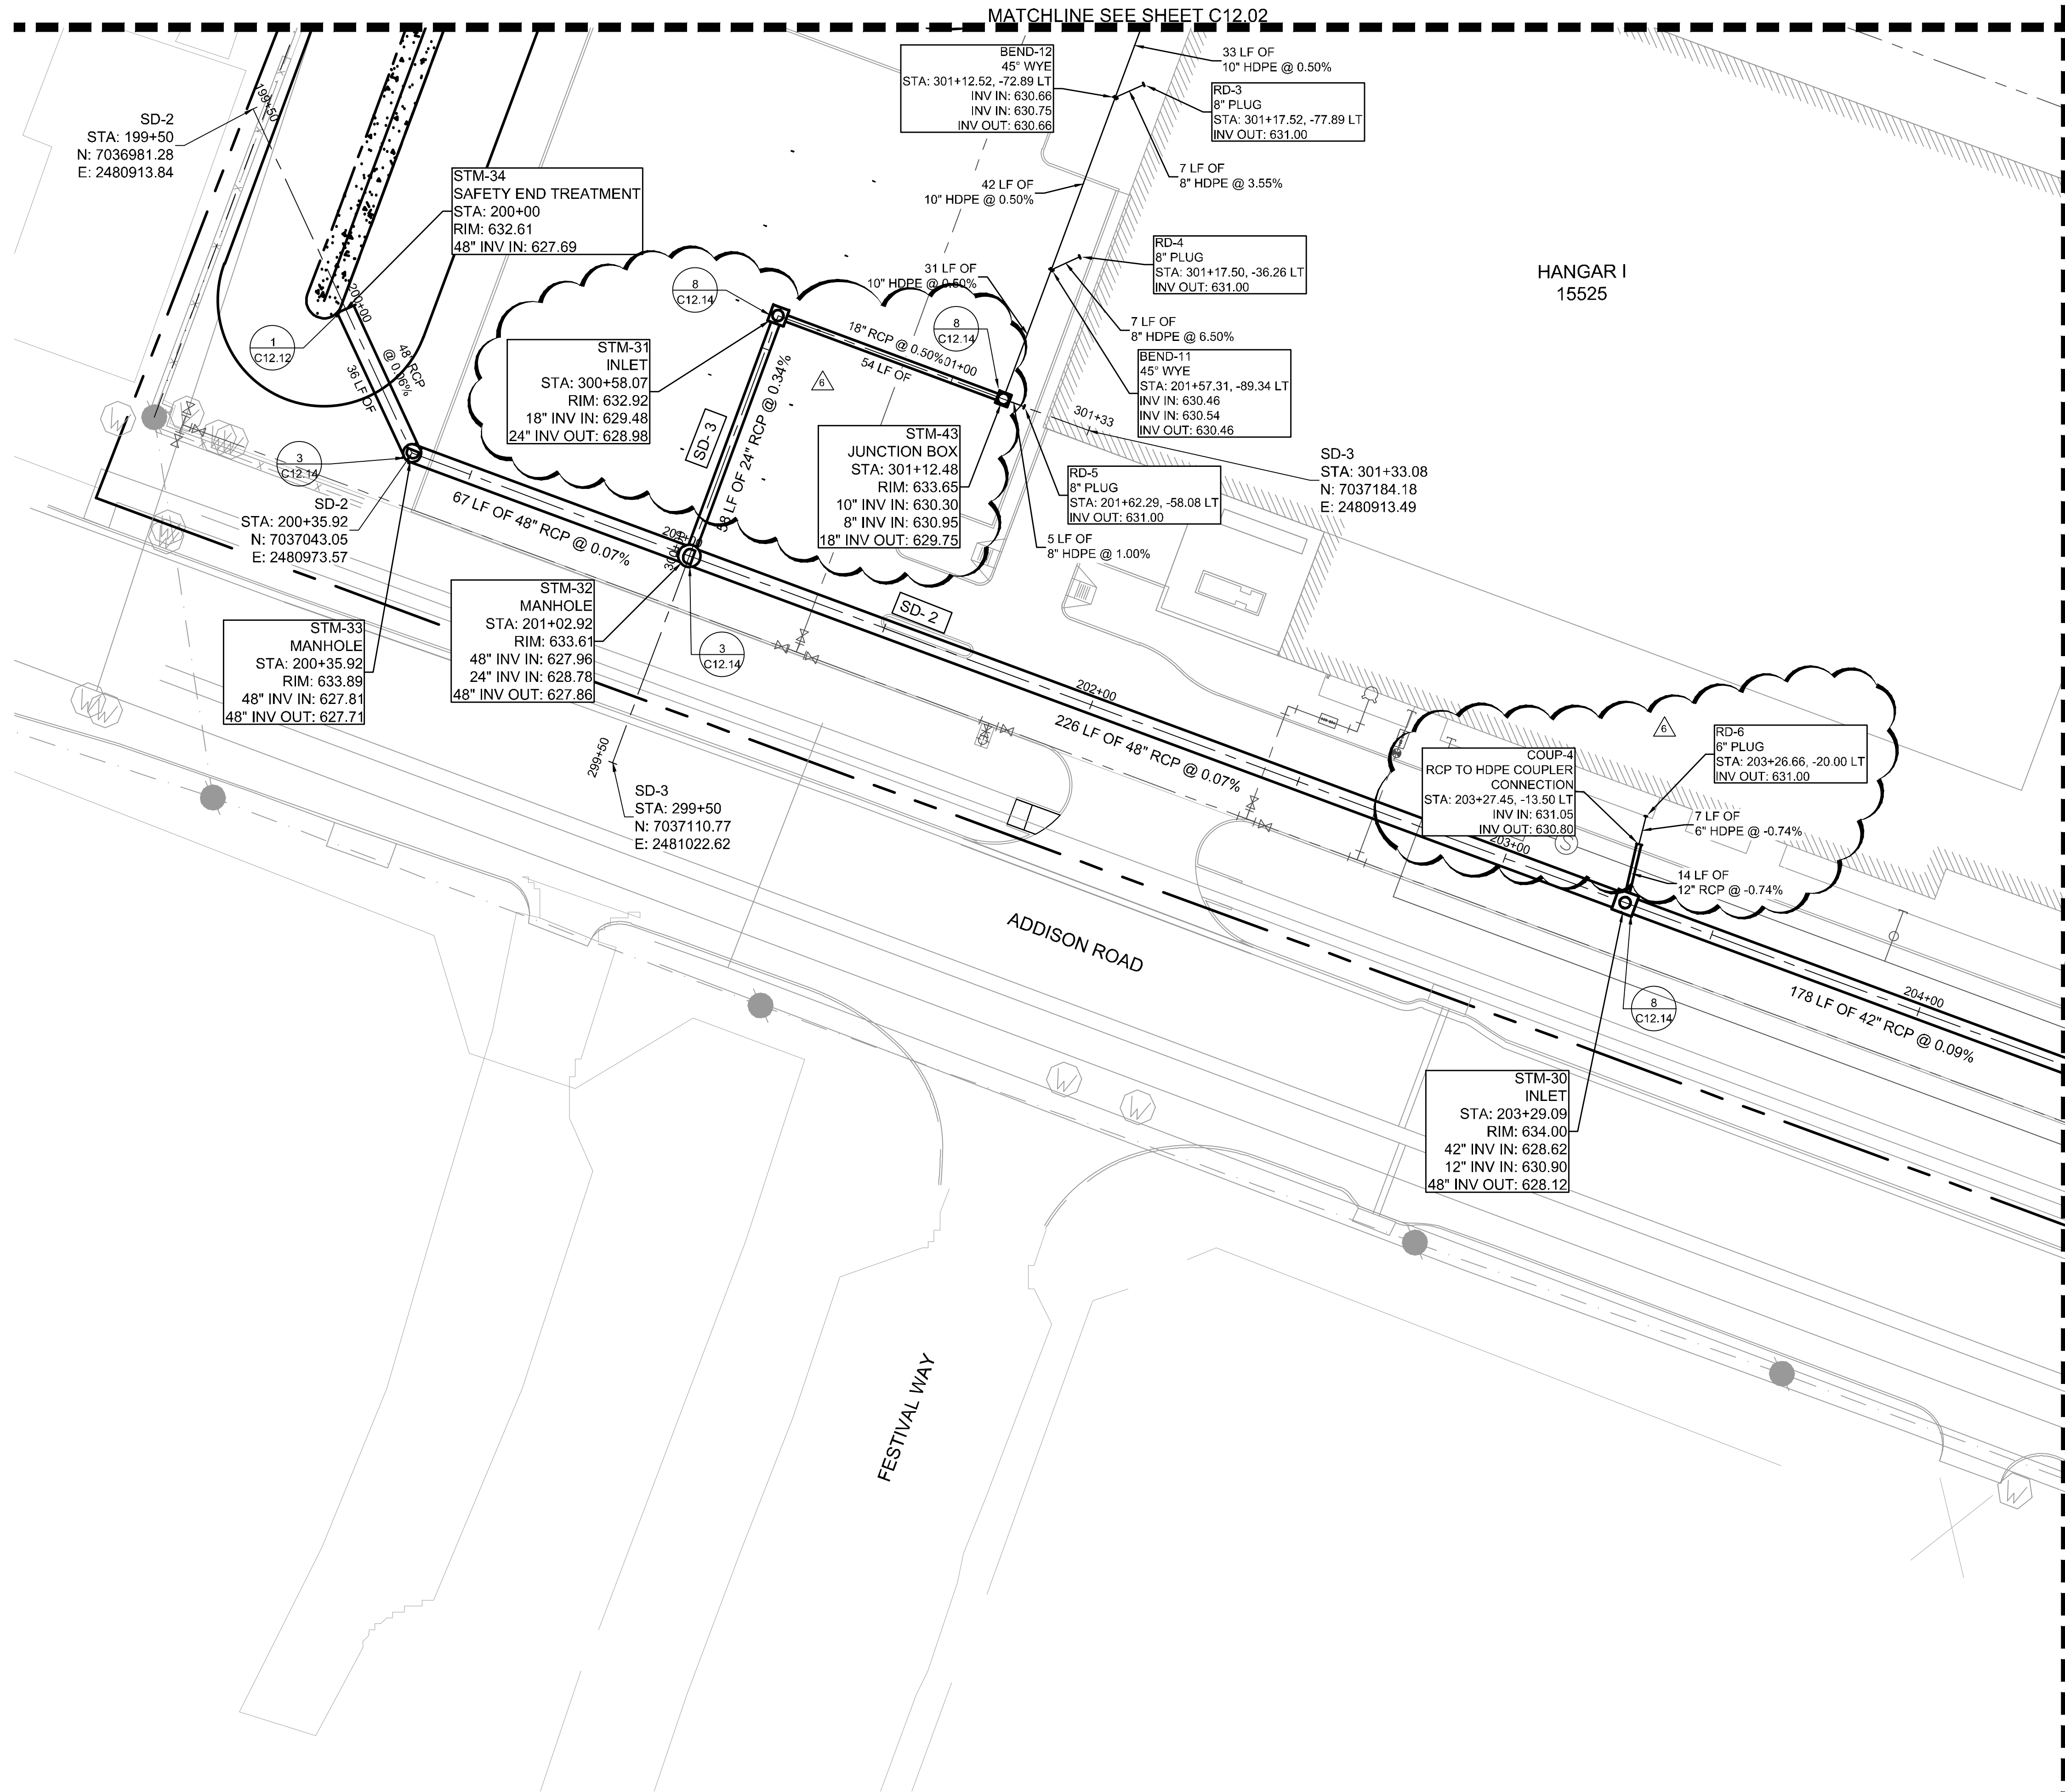 MATCHLINE SEE SHEET C12.02
BEND-12
45° WYE
STA: 301+12.52, -72.89 LT
INV IN: 630.66
INV IN: 630.75
INV OUT: 630.66
33 LF OF
10" HDPE @ 0.50%
RD-3
8" PLUG
STA: 301+17.52, -77.89 LT
INV OUT: 631.00
199+50
SD-2
STA: 199+50
N: 7036981.28
E: 2480913.84
STM-34
SAFETY END TREATMENT
STA: 200+00
RIM: 632.61
48" INV IN: 627.69
7 LF OF
8" HDPE @ 3.55%
42 LF OF
10" HDPE @ 0.50%
RD-4
8" PLUG
STA: 301+17.50, -36.26 LT
INV OUT: 631.00
31 LF OF
10" HDPE @ 0.50%
HANGAR I
15525
8
C12.14
8
C12.14
200+00
1
C12.12
48" RCP
@ 0.06%
36 LF OF
18" RCP @ 0.50%
01+00
54 LF OF
7 LF OF
8" HDPE @ 6.50%
STM-31
INLET
STA: 300+58.07
RIM: 632.92
18" INV IN: 629.48
24" INV OUT: 628.98
6
BEND-11
45° WYE
STA: 201+57.31, -89.34 LT
INV IN: 630.46
INV IN: 630.54
INV OUT: 630.46
SD- 3
58 LF OF 24" RCP @ 0.34%
301+33
STM-43
JUNCTION BOX
STA: 301+12.48
RIM: 633.65
10" INV IN: 630.30
8" INV IN: 630.95
18" INV OUT: 629.75
SD-3
STA: 301+33.08
N: 7037184.18
E: 2480913.49
RD-5
8" PLUG
STA: 201+62.29, -58.08 LT
INV OUT: 631.00
3
C12.14
SD-2
STA: 200+35.92
N: 7037043.05
E: 2480973.57
67 LF OF 48" RCP @ 0.07%
5 LF OF
8" HDPE @ 1.00%
STM-32
MANHOLE
STA: 201+02.92
RIM: 633.61
48" INV IN: 627.96
24" INV IN: 628.78
48" INV OUT: 627.86
SD- 2
STM-33
MANHOLE
STA: 200+35.92
RIM: 633.89
48" INV IN: 627.81
48" INV OUT: 627.71
3
C12.14
202+00
226 LF OF 48" RCP @ 0.07%
299+50
SD-3
STA: 299+50
N: 7037110.77
E: 2481022.62
6
RD-6
6" PLUG
STA: 203+26.66, -20.00 LT
INV OUT: 631.00
COUP-4
RCP TO HDPE COUPLER
CONNECTION
STA: 203+27.45, -13.50 LT
INV IN: 631.05
INV OUT: 630.80
7 LF OF
6" HDPE @ -0.74%
203+00
S
14 LF OF
12" RCP @ -0.74%
ADDISON ROAD
8
C12.14
204+00
178 LF OF 42" RCP @ 0.09%
STM-30
INLET
STA: 203+29.09
RIM: 634.00
42" INV IN: 628.62
12" INV IN: 630.90
48" INV OUT: 628.12
FESTIVAL WAY
W
W
W
W
W
W
W
W
W